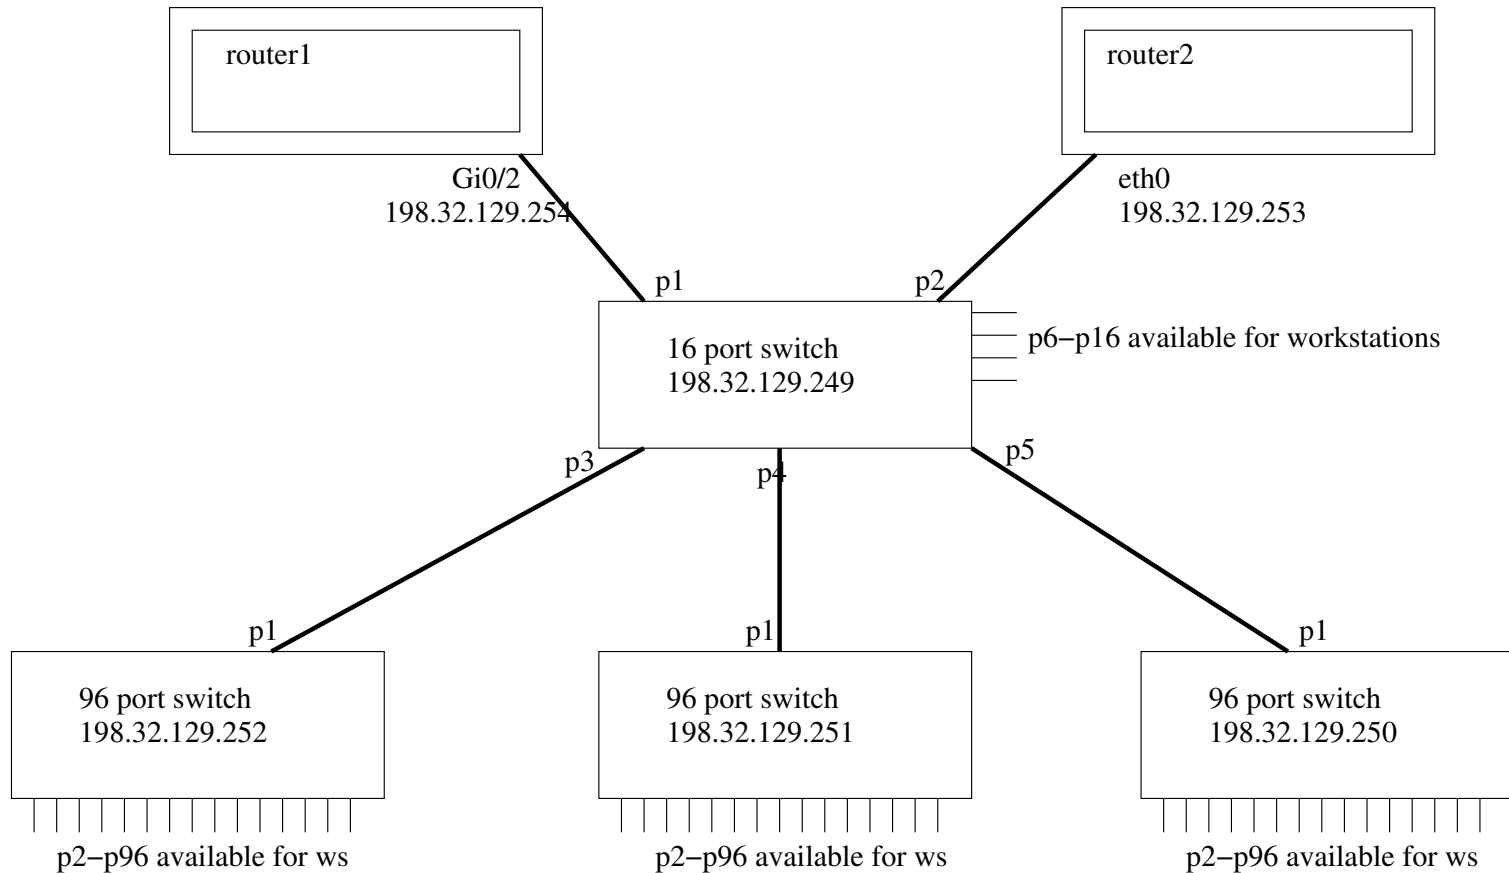 router1
router2
Gi0/2
198.32.129.254
eth0
198.32.129.253
p1
p2
16 port switch
198.32.129.249
p6−p16 available for workstations
p3
p4
p5
p1
p1
p1
96 port switch
198.32.129.252
96 port switch
198.32.129.251
96 port switch
198.32.129.250
p2−p96 available for ws
p2−p96 available for ws
p2−p96 available for ws